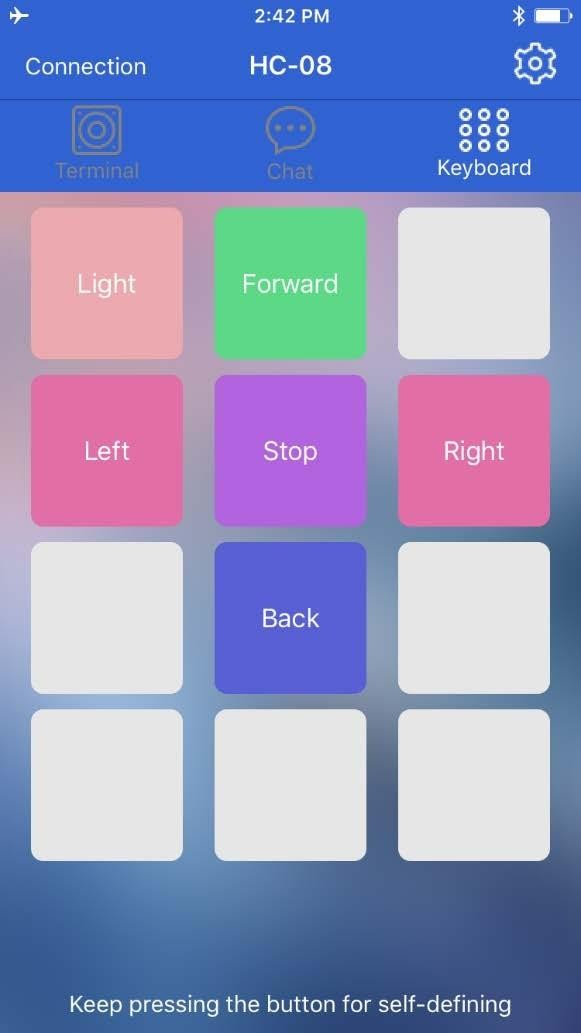 2:42 PM
Connection
HC-08
Terminal
Chat
Keyboard
Light
Forward
Left
Stop
Right
Back
Keep pressing the button for self-defining